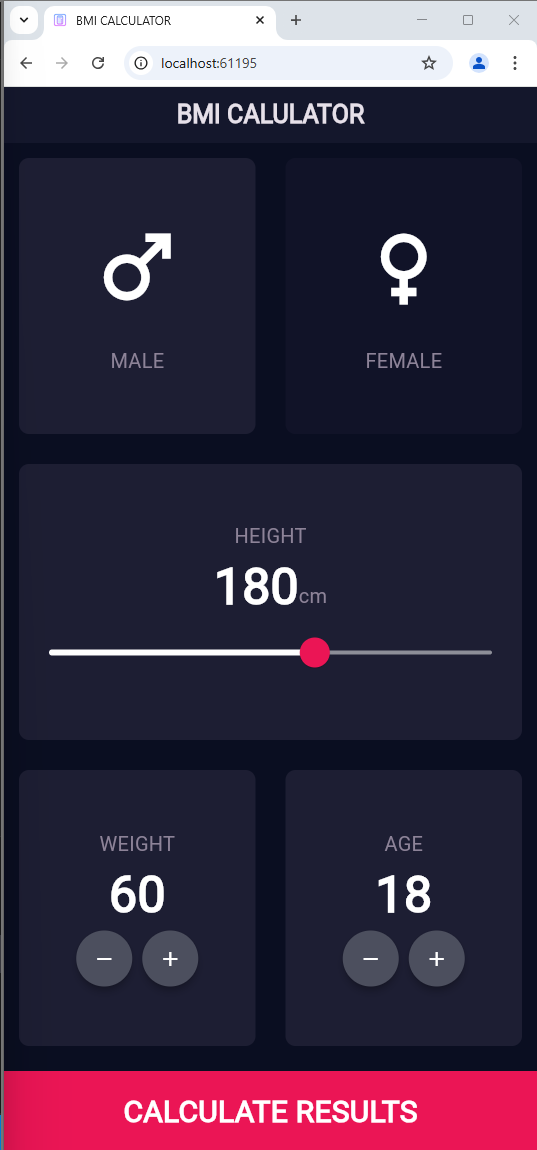 BMI CALCULATOR
localhost:61195
BMI CALULATOR
MALE
FEMALE
HEIGHT
180cm
WEIGHT
60
AGE
18
CALCULATE RESULTS